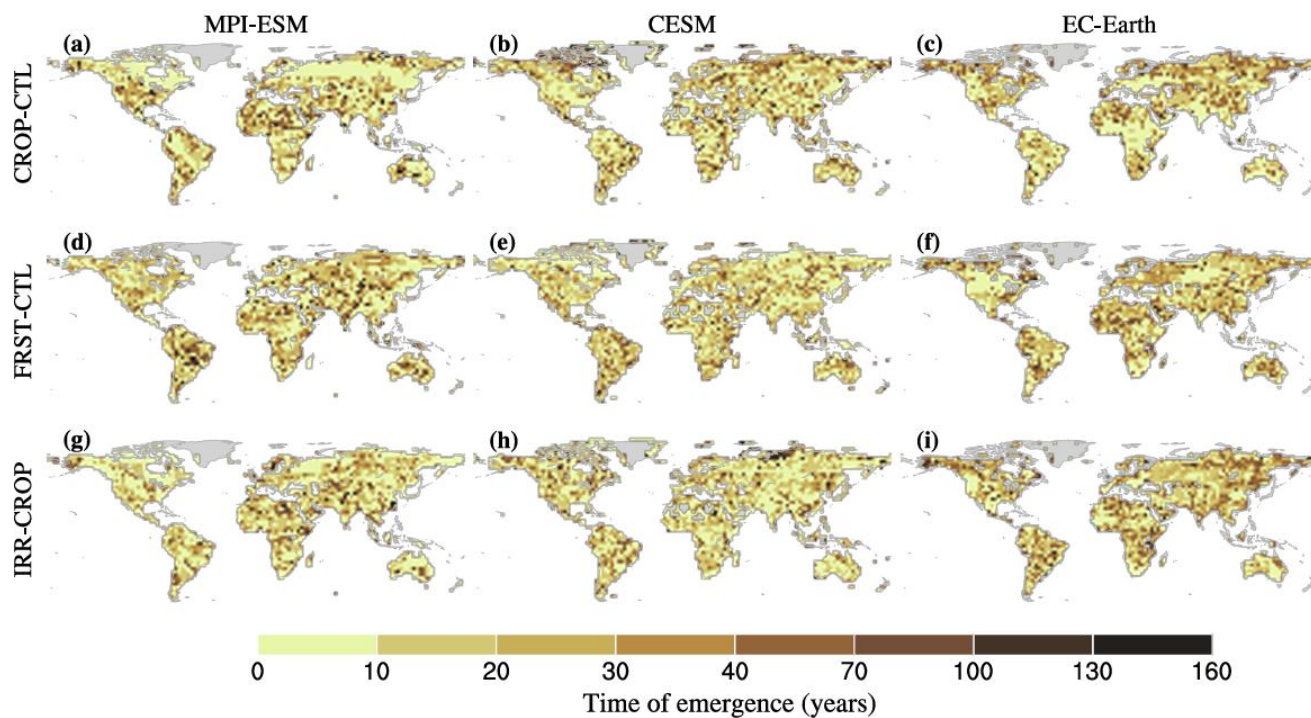 MPI-ESM CESM EC-Earth
(a) (b) (c)
CROP-CTL
(d) (e) (f)
FRST-CTL
(g) (h) (i)
IRR-CROP
0 10 20 30 40 70 100 130 160
Time of emergence (years)